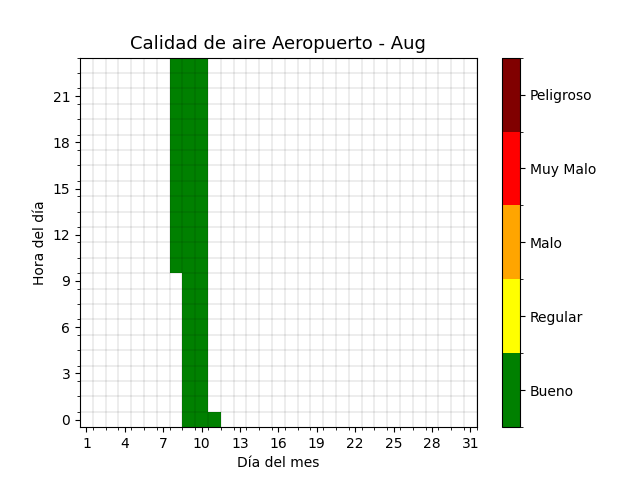 Calidad de aire Aeropuerto - Aug
Hora del día
21
18
15
12
9
6
3
0
1 4 7 10 13 16 19 22 25 28 31
Día del mes
Peligroso
Muy Malo
Malo
Regular
Bueno